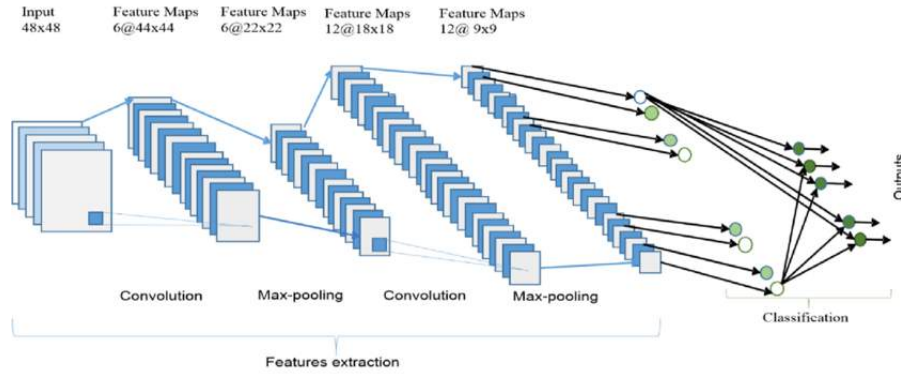 Input
48x48
Feature Maps
6@44x44
Feature Maps
6@22x22
Feature Maps
12@18x18
Feature Maps
12@ 9x9
Convolution
Max-pooling
Convolution
Max-pooling
Outputs
Classification
Features extraction